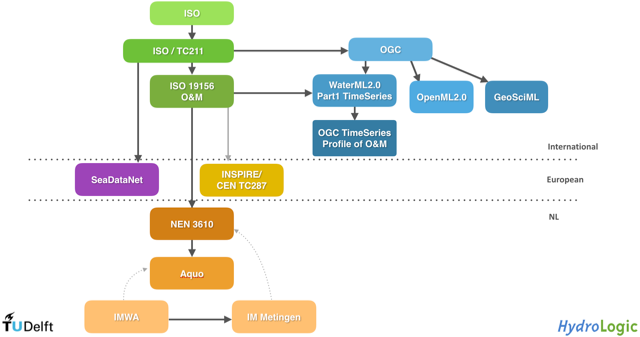 ISO
ISO / TC211
OGC
ISO 19156
O&M
WaterML2.0
Part1 TimeSeries
OpenML2.0
GeoSciML
OGC TimeSeries
Profile of O&M
International
SeaDataNet
INSPIRE/
CEN TC287
European
NL
NEN 3610
Aquo
IMWA
IM Metingen
TUDelft
HydroLogic